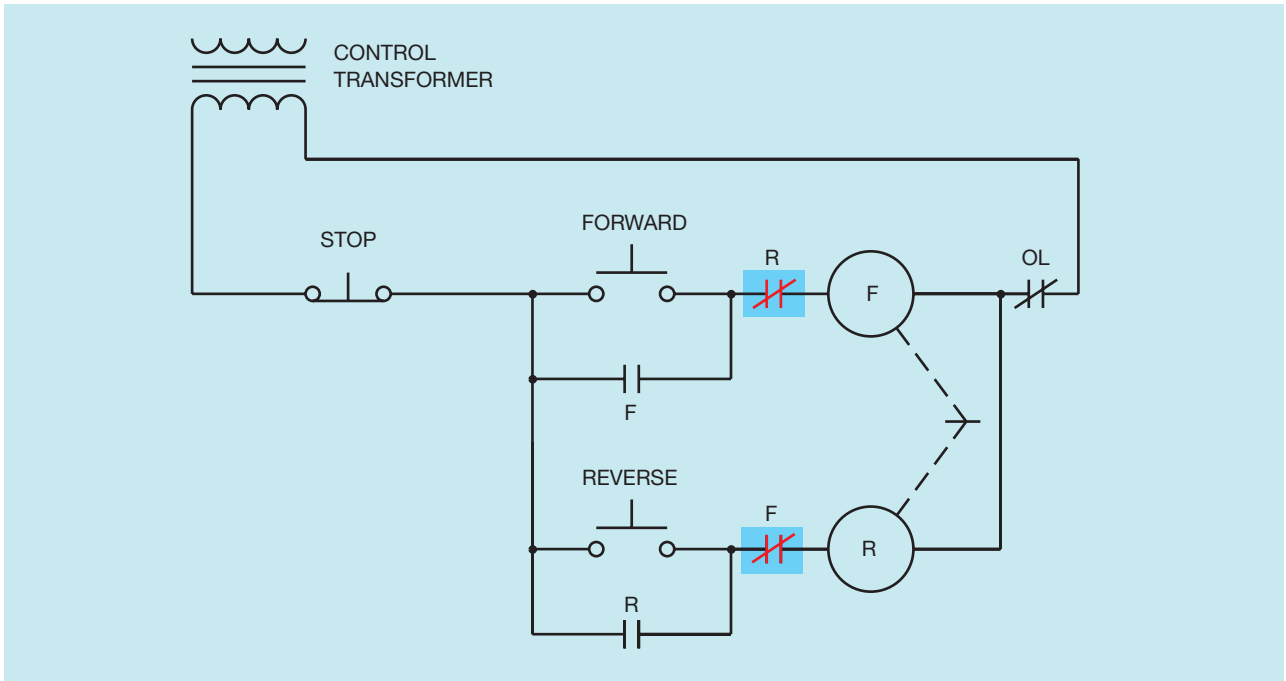 CONTROL
TRANSFORMER
STOP
FORWARD
R
F
OL
F
REVERSE
F
R
R